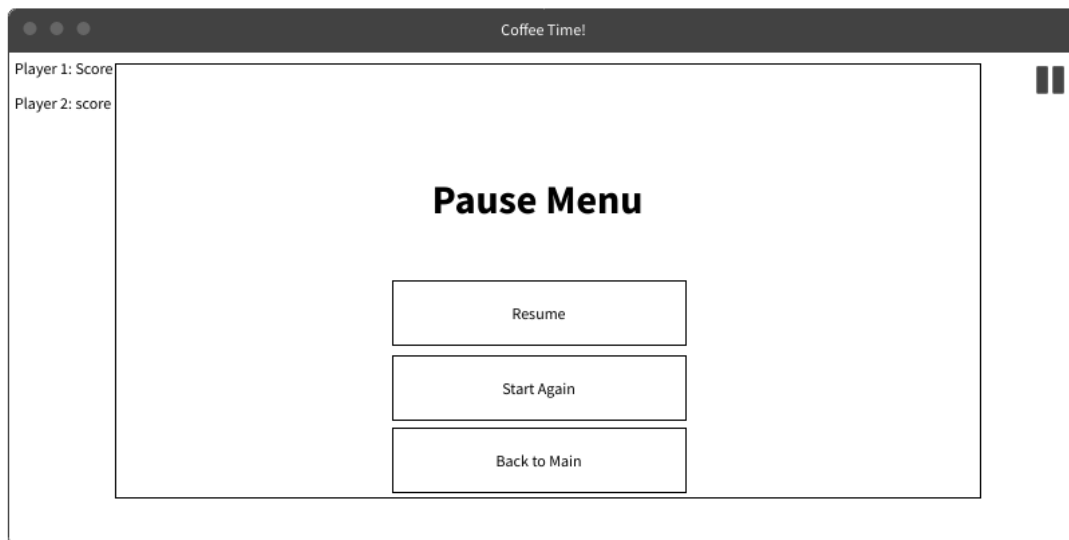 Coffee Time!
Player 1: Score
Player 2: score
Pause Menu
Resume
Start Again
Back to Main